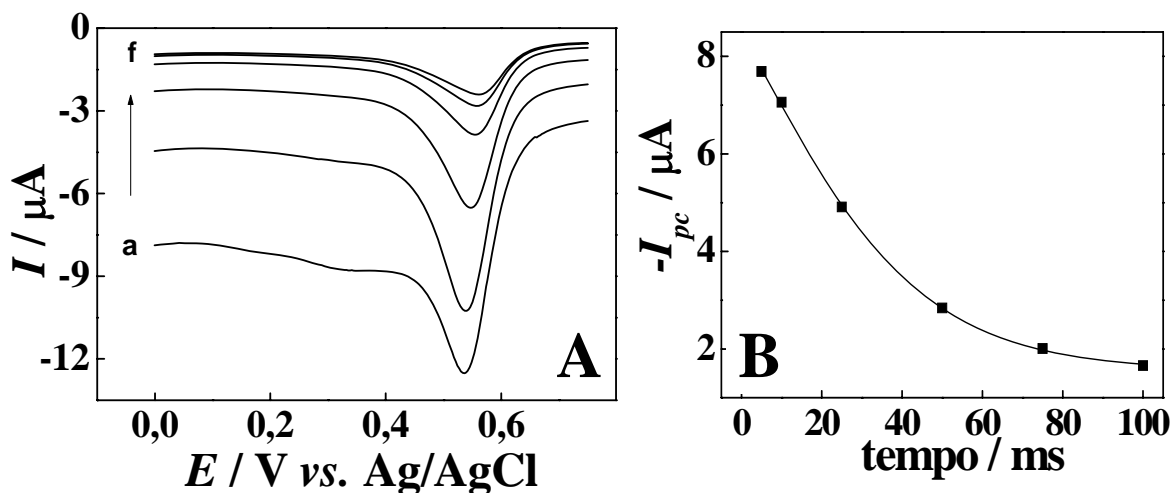 0
-3
-6
-9
-12
I / μA
f
a
A
0,0 0,2 0,4 0,6
E / V vs. Ag/AgCl
8
6
4
2
-Ipc / μA
B
0 20 40 60 80 100
tempo / ms